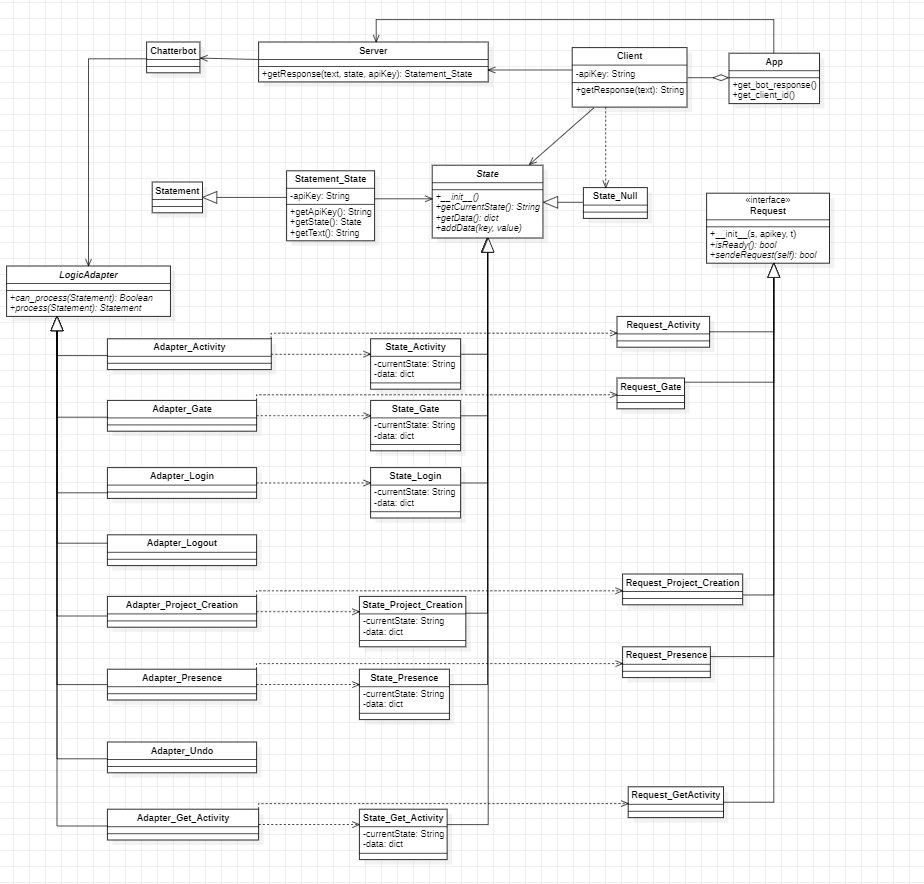 Chatterbot
Server
+getResponse(text, state, apiKey): Statement_State
Client
-apiKey: String
+getResponse(text): String
App
+get_bot_response()
+get_client_id()
Statement
Statement_State
-apiKey: String
+getApiKey(): String
+getState(): State
+getText(): String
State
+__init__()
+getCurrentState(): String
+getData(): dict
+addData(key, value)
State_Null
«interface»
Request
+__init__(s, apikey, t)
+isReady(): bool
+sendeRequest(self): bool
LogicAdapter
+can_process(Statement): Boolean
+process(Statement): Statement
Adapter_Activity
State_Activity
-currentState: String
-data: dict
Request_Activity
Adapter_Gate
State_Gate
-currentState: String
-data: dict
Request_Gate
Adapter_Login
State_Login
-currentState: String
-data: dict
Adapter_Logout
Adapter_Project_Creation
State_Project_Creation
-currentState: String
-data: dict
Request_Project_Creation
Adapter_Presence
State_Presence
-currentState: String
-data: dict
Request_Presence
Adapter_Undo
Adapter_Get_Activity
State_Get_Activity
-currentState: String
-data: dict
Request_GetActivity